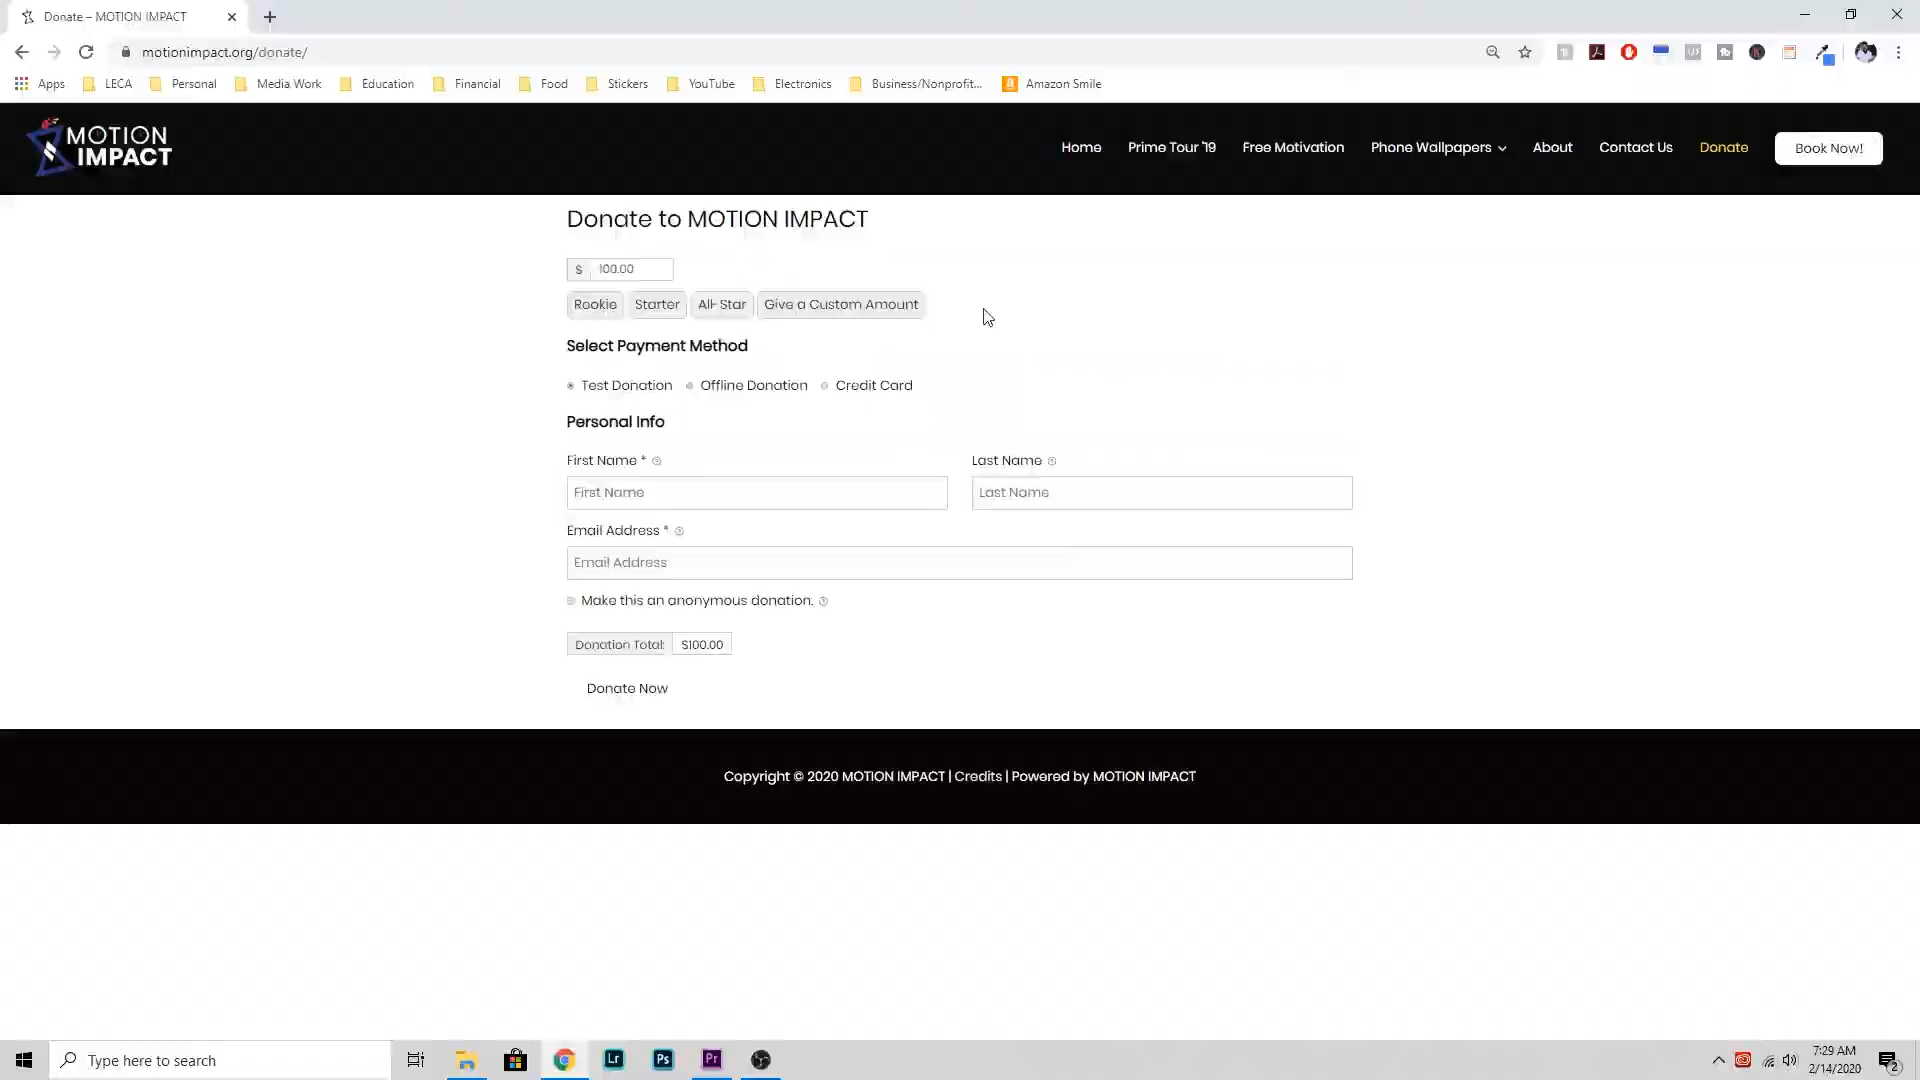 Donate – MOTION IMPACT
motionimpact.org/donate/
Apps LECA Personal Media Work Education Financial Food Stickers YouTube Electronics Business/Nonprofit... Amazon Smile
MOTION
IMPACT
Home Prime Tour '19 Free Motivation Phone Wallpapers About Contact Us Donate Book Now!
Donate to MOTION IMPACT
$ 100.00
Rookie Starter All-Star Give a Custom Amount
Select Payment Method
Test Donation Offline Donation Credit Card
Personal Info
First Name * Last Name
First Name Last Name
Email Address *
Email Address
Make this an anonymous donation.
Donation Total: $100.00
Donate Now
Copyright © 2020 MOTION IMPACT | Credits | Powered by MOTION IMPACT
Type here to search
Lr Ps Pr
7:29 AM
2/14/2020
2